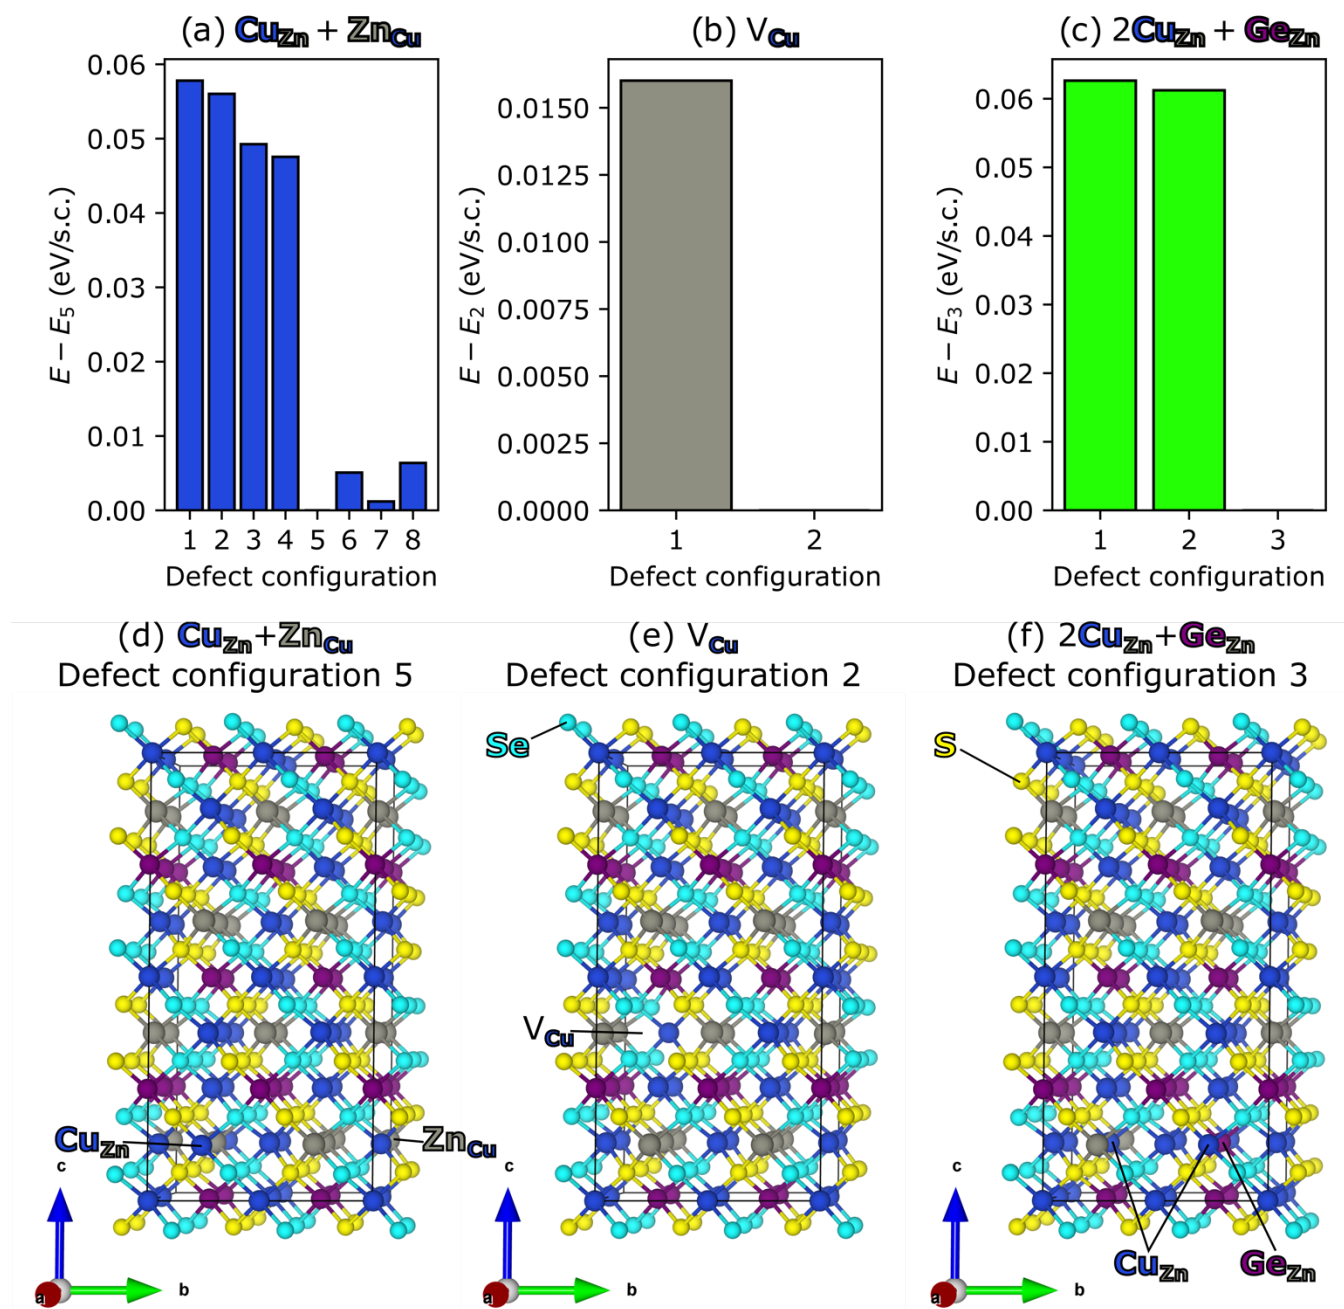 (a) CuZn + ZnCu
(b) VCu
(c) 2CuZn + GeZn
E − E5 (eV/s.c.)
0.06
0.05
0.04
0.03
0.02
0.01
0.00
1 2 3 4 5 6 7 8
Defect configuration
E − E2 (eV/s.c.)
0.0150
0.0125
0.0100
0.0075
0.0050
0.0025
0.0000
1 2
Defect configuration
E − E3 (eV/s.c.)
0.06
0.05
0.04
0.03
0.02
0.01
0.00
1 2 3
Defect configuration
(d) CuZn+ZnCu
Defect configuration 5
CuZn
ZnCu
c
a
b
(e) VCu
Defect configuration 2
Se
VCu
c
a
b
(f) 2CuZn+GeZn
Defect configuration 3
S
CuZn
GeZn
c
a
b